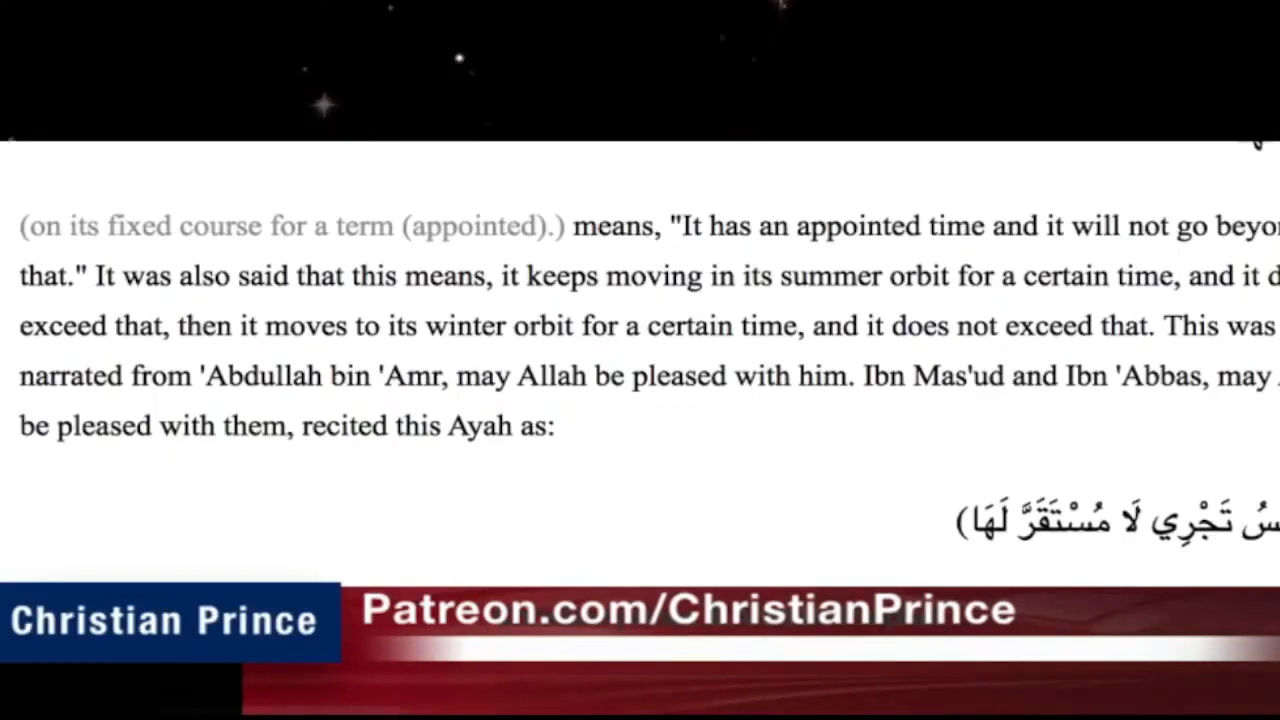 (on its fixed course for a term (appointed).) means, "It has an appointed time and it will not go
that." It was also said that this means, it keeps moving in its summer orbit for a certain time, and it
exceed that, then it moves to its winter orbit for a certain time, and it does not exceed that. This was
narrated from 'Abdullah bin 'Amr, may Allah be pleased with him. Ibn Mas'ud and Ibn 'Abbas, may
be pleased with them, recited this Ayah as:
تَجْرِي لَا مُسْتَقَرَّ لَهَا)
Christian Prince
Patreon.com/ChristianPrince